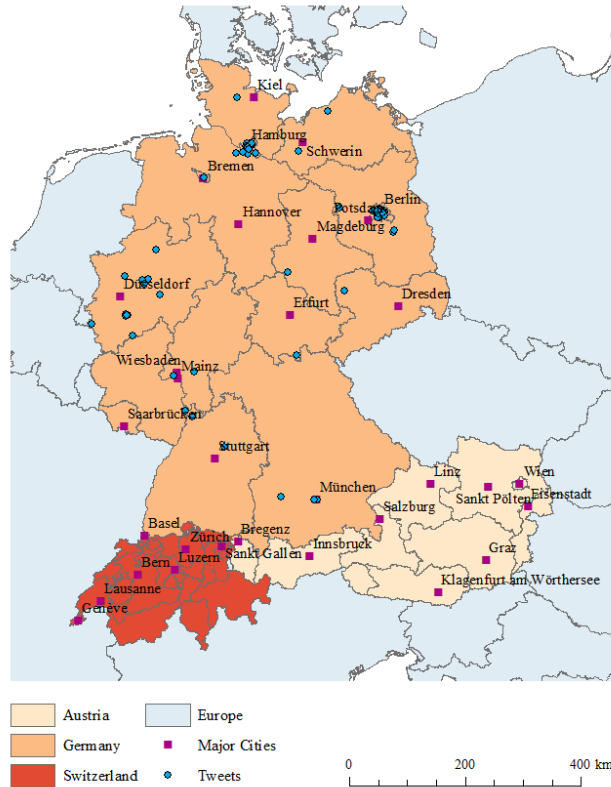 Kiel
Hamburg
Schwerin
Bremen
Berlin
Potsdam
Hannover
Magdeburg
Düsseldorf
Dresden
Erfurt
Wiesbaden
Mainz
Saarbrücken
Stuttgart
München
Linz
Wien
Sankt Pölten
Eisenstadt
Salzburg
Basel
Zürich
Bregenz
Sankt Gallen
Innsbruck
Graz
Bern
Luzern
Klagenfurt am Wörthersee
Lausanne
Genève
Austria
Europe
Germany
Major Cities
Switzerland
Tweets
0 200 400 km